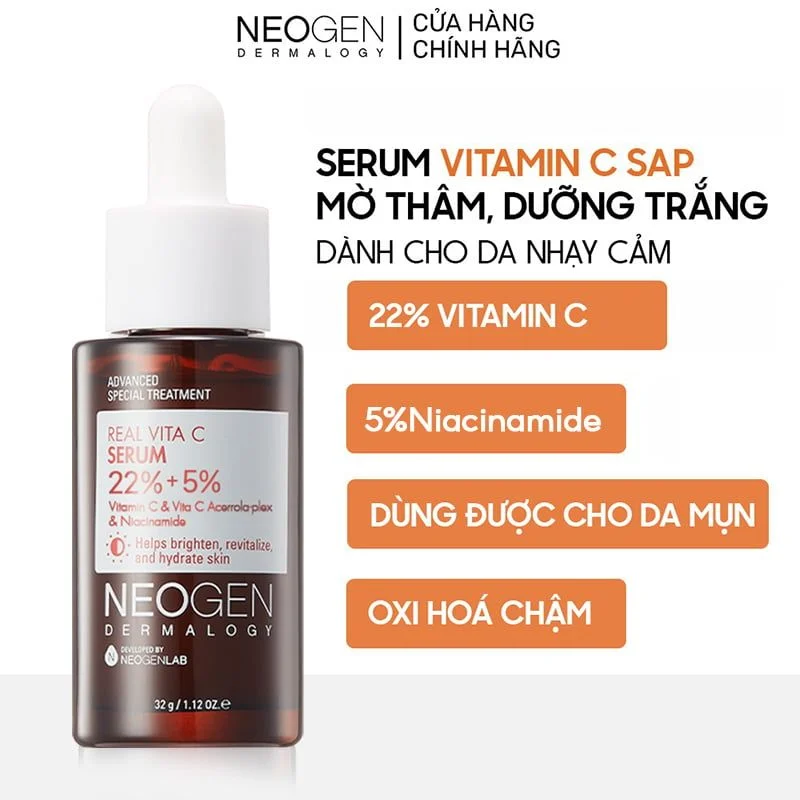 NEOGEN
DERMALOGY
CỬA HÀNG
CHÍNH HÃNG
SERUM VITAMIN C SAP
MỜ THÂM, DƯỠNG TRẮNG
DÀNH CHO DA NHẠY CẢM
22% VITAMIN C
5%Niacinamide
DÙNG ĐƯỢC CHO DA MỤN
OXI HOÁ CHẬM
ADVANCED
SPECIAL TREATMENT
REAL VITA C
SERUM
22% + 5%
Vitamin C & Vita C Acerrola-plex
& Niacinamide
Helps brighten, revitalize,
and hydrate skin
NEOGEN
DERMALOGY
N
DEVELOPED BY
NEOGENLAB
32 g / 1.12 OZ. ℮